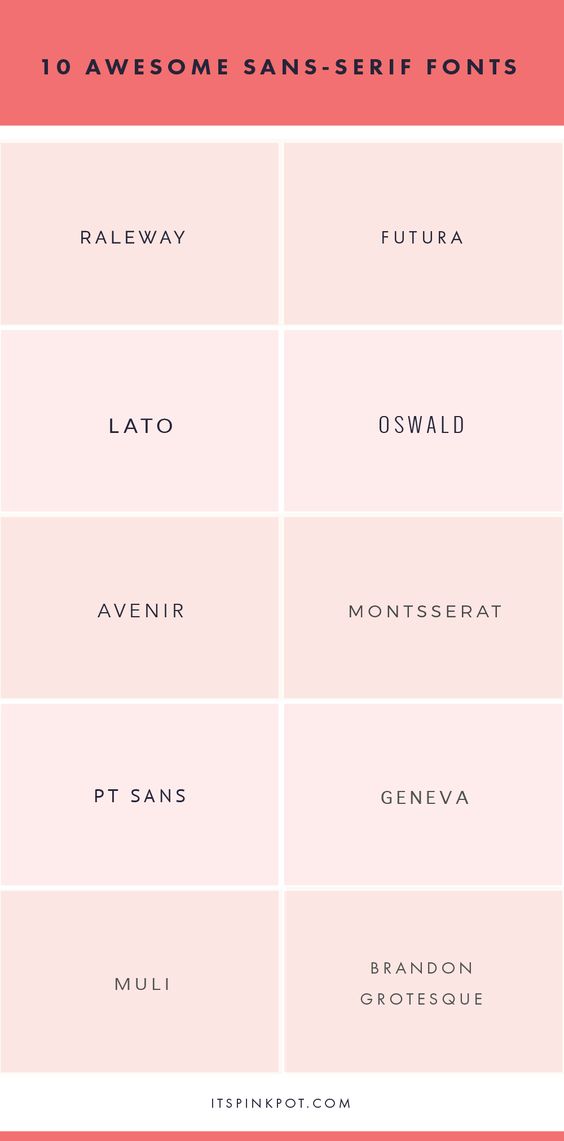 10 AWESOME SANS-SERIF FONTS
RALEWAY
FUTURA
LATO
OSWALD
AVENIR
MONTSSERAT
PT SANS
GENEVA
MULI
BRANDON
GROTESQUE
ITSPINKPOT.COM